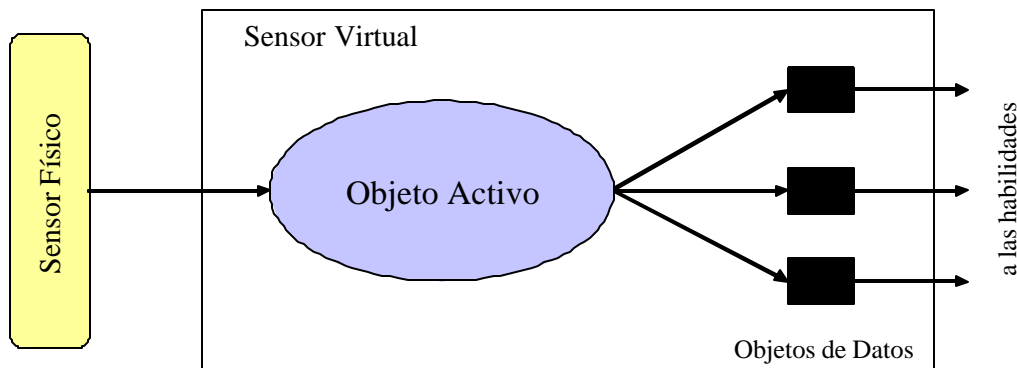 Sensor Físico
Sensor Virtual
Objeto Activo
Objetos de Datos
a las habilidades